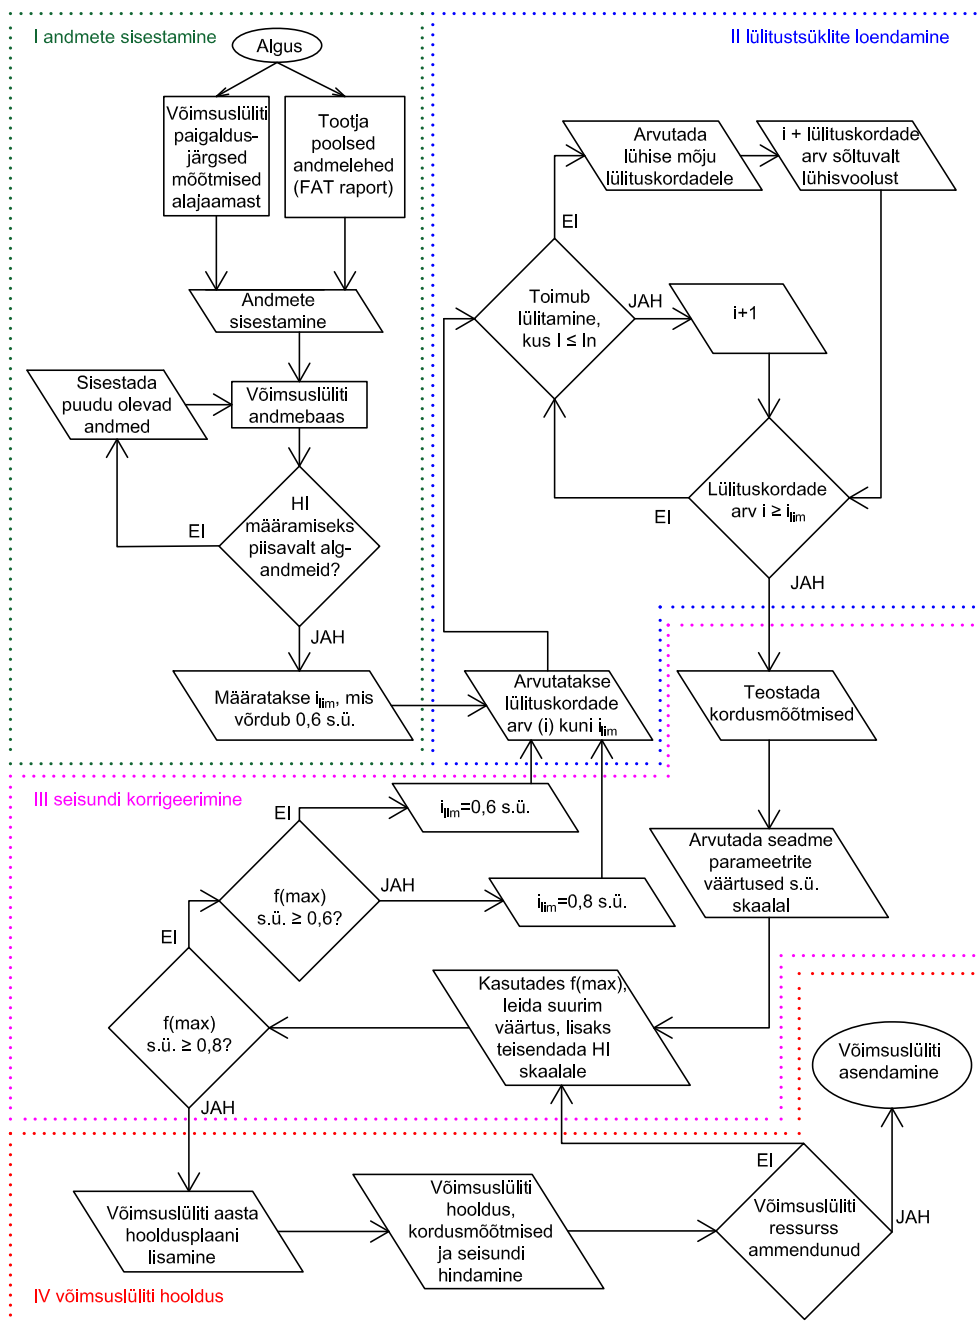 I andmete sisestamine
Algus
Võimsuslüliti
paigaldus-
järgsed
mõõtmised
alajaamast
Tootja
poolsed
andmelehed
(FAT raport)
Andmete
sisestamine
Sisestada
puudu olevad
andmed
Võimsuslüliti
andmebaas
HI
määramiseks
piisavalt alg-
andmeid?
EI
JAH
Määratakse ilim, mis
võrdub 0,6 s.ü.
II lülitustsüklite loendamine
Arvutada
lühise mõju
lülituskordadele
i + lülituskordade
arv sõltuvalt
lühisvoolust
EI
Toimub
lülitamine,
kus I ≤ In
JAH
i+1
Lülituskordade
arv i ≥ ilim
EI
JAH
Arvutatakse
lülituskordade
arv (i) kuni ilim
Teostada
kordusmõõtmised
III seisundi korrigeerimine
ilim=0,6 s.ü.
EI
f(max)
s.ü. ≥ 0,6?
JAH
ilim=0,8 s.ü.
Arvutada seadme
parameetrite
väärtused s.ü.
skaalal
EI
f(max)
s.ü. ≥ 0,8?
JAH
Kasutades f(max),
leida suurim
väärtus, lisaks
teisendada HI
skaalale
Võimsuslüliti
asendamine
Võimsuslüliti aasta
hooldusplaani
lisamine
Võimsuslüliti
hooldus,
kordusmõõtmised
ja seisundi
hindamine
EI
Võimsuslüliti
ressurss
ammendunud
JAH
IV võimsuslüliti hooldus